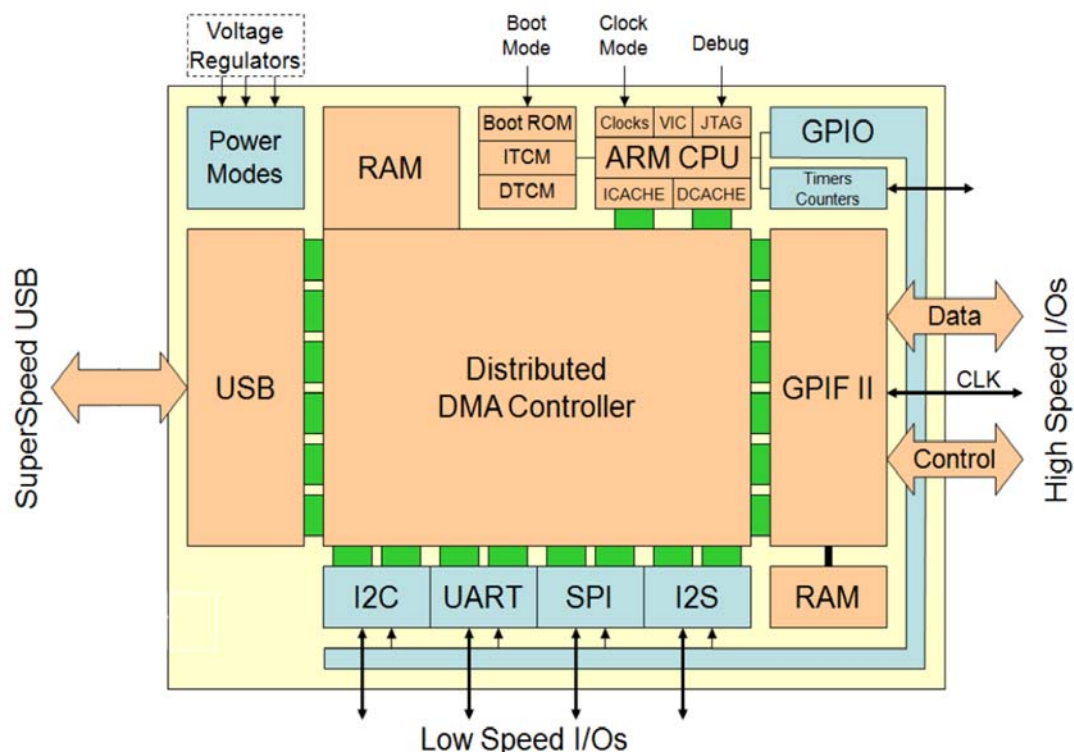 Voltage
Regulators
Boot
Mode
Clock
Mode
Debug
Power
Modes
RAM
Boot ROM
ITCM
DTCM
Clocks
VIC
JTAG
ARM CPU
ICACHE
DCACHE
GPIO
Timers
Counters
SuperSpeed USB
USB
Distributed
DMA Controller
GPIF II
Data
CLK
Control
High Speed I/Os
I2C
UART
SPI
I2S
RAM
Low Speed I/Os